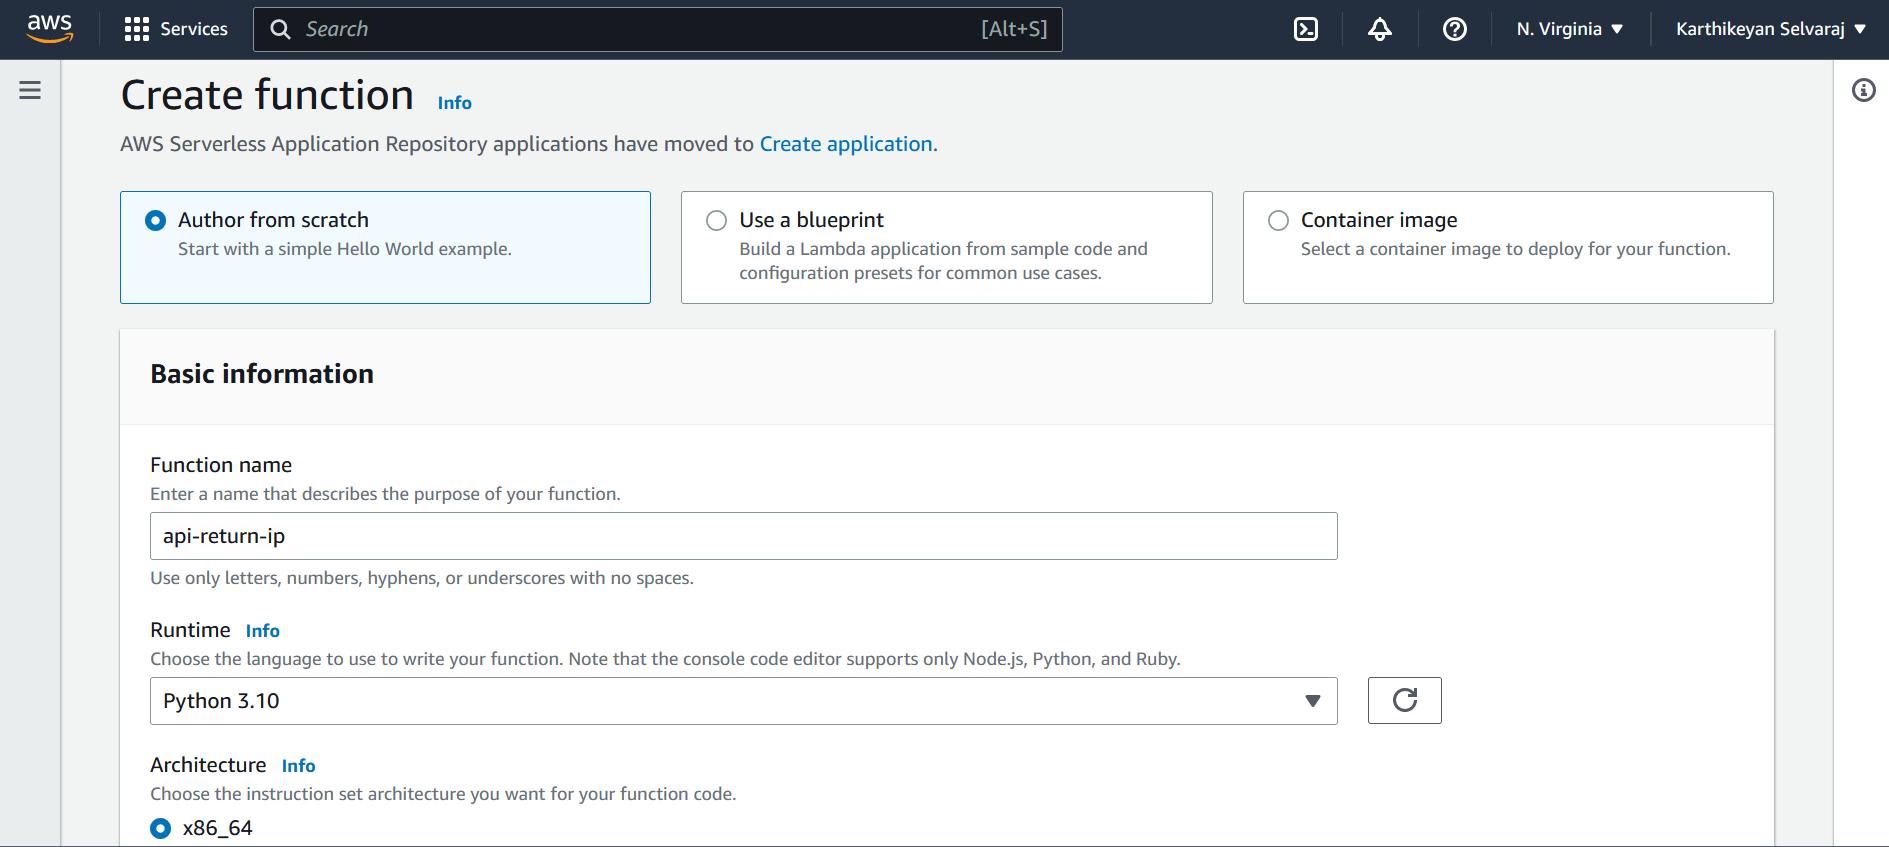 aws Services Search [Alt+S] N. Virginia Karthikeyan Selvaraj
Create function Info
AWS Serverless Application Repository applications have moved to Create application.
Author from scratch
Start with a simple Hello World example.
Use a blueprint
Build a Lambda application from sample code and
configuration presets for common use cases.
Container image
Select a container image to deploy for your function.
Basic information
Function name
Enter a name that describes the purpose of your function.
api-return-ip
Use only letters, numbers, hyphens, or underscores with no spaces.
Runtime Info
Choose the language to use to write your function. Note that the console code editor supports only Node.js, Python, and Ruby.
Python 3.10
Architecture Info
Choose the instruction set architecture you want for your function code.
x86_64